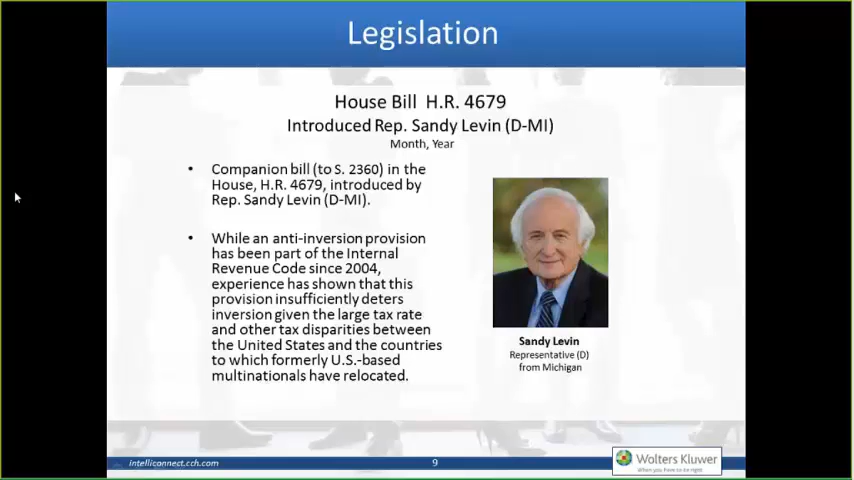 Legislation
House Bill H.R. 4679
Introduced Rep. Sandy Levin (D-MI)
Month, Year
• Companion bill (to S. 2360) in the
House, H.R. 4679, introduced by
Rep. Sandy Levin (D-MI).
• While an anti-inversion provision
has been part of the Internal
Revenue Code since 2004,
experience has shown that this
provision insufficiently deters
inversion given the large tax rate
and other tax disparities between
the United States and the countries
to which formerly U.S.-based
multinationals have relocated.
Sandy Levin
Representative (D)
from Michigan
intelliconnect.cch.com
9
Wolters Kluwer
When you have to be right